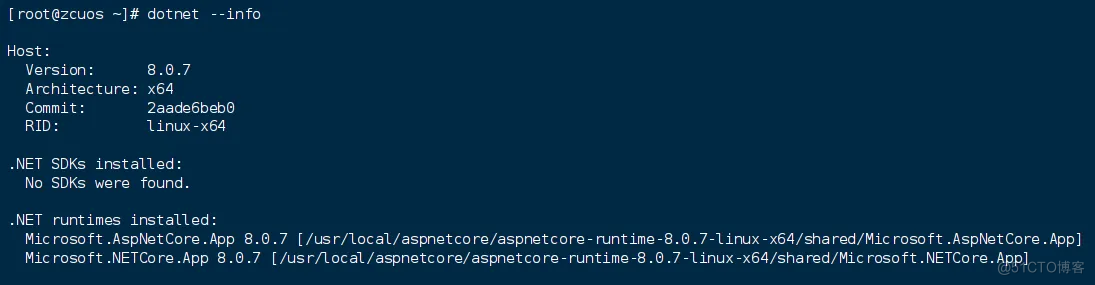 [root@zcuos ~]# dotnet --info
Host:
Version: 8.0.7
Architecture: x64
Commit: 2aade6beb0
RID: linux-x64
.NET SDKs installed:
No SDKs were found.
.NET runtimes installed:
Microsoft.AspNetCore.App 8.0.7 [/usr/local/aspnetcore/aspnetcore-runtime-8.0.7-linux-x64/shared/Microsoft.AspNetCore.App]
Microsoft.NETCore.App 8.0.7 [/usr/local/aspnetcore/aspnetcore-runtime-8.0.7-linux-x64/shared/Microsoft.NETCore.App]
@51CTO博客